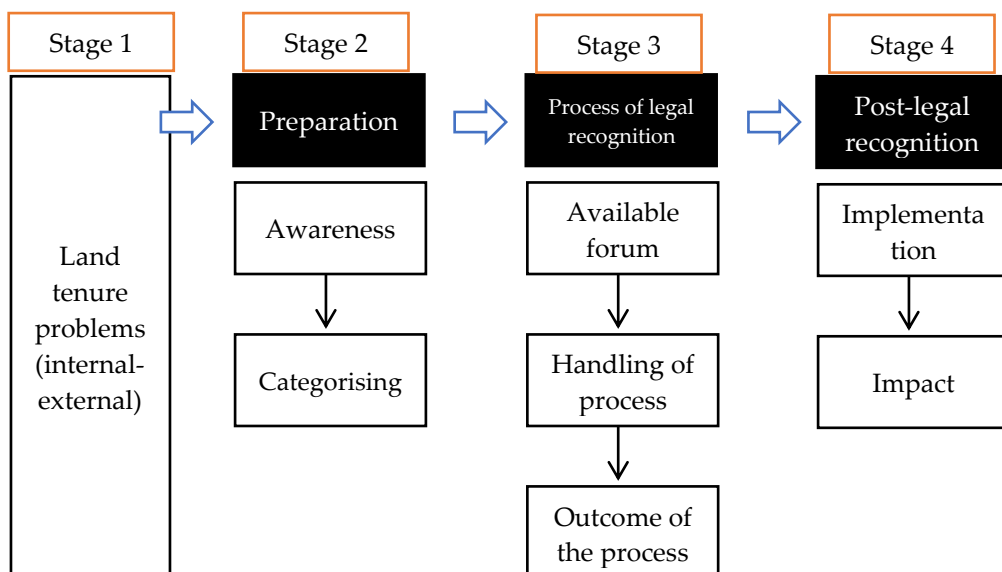 Stage 1
Stage 2
Stage 3
Stage 4
Land
tenure
problems
(internal-
external)
Preparation
Awareness
Categorising
Process of legal
recognition
Available
forum
Handling of
process
Outcome of
the process
Post-legal
recognition
Implementa
tion
Impact